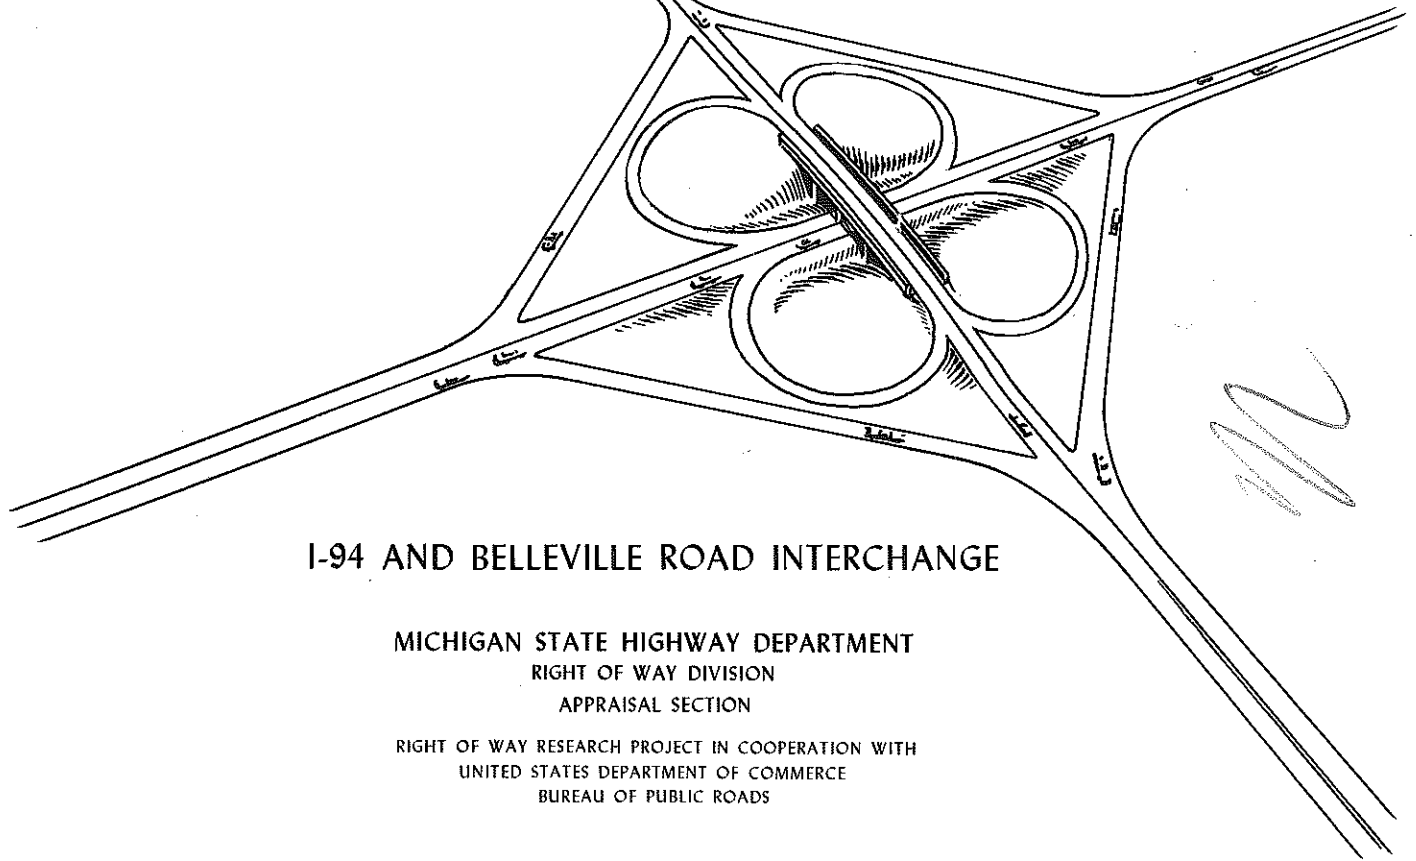 I-94 AND BELLEVILLE ROAD INTERCHANGE
MICHIGAN STATE HIGHWAY DEPARTMENT
RIGHT OF WAY DIVISION
APPRAISAL SECTION
RIGHT OF WAY RESEARCH PROJECT IN COOPERATION WITH
UNITED STATES DEPARTMENT OF COMMERCE
BUREAU OF PUBLIC ROADS